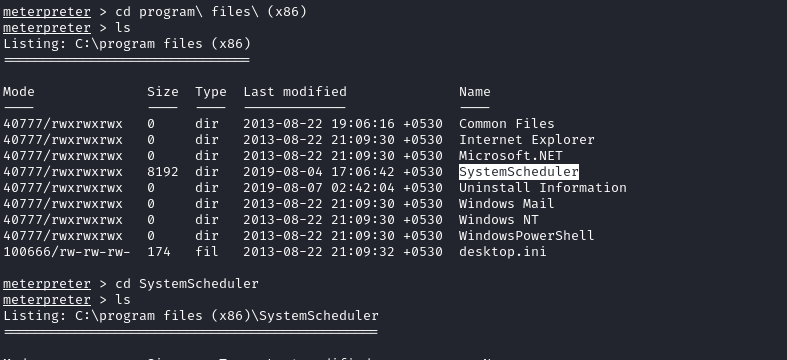 meterpreter > cd program\ files\ (x86)
meterpreter > ls
Listing: C:\program files (x86)
===============================
Mode Size Type Last modified Name
---- ---- ---- ------------- ----
40777/rwxrwxrwx 0 dir 2013-08-22 19:06:16 +0530 Common Files
40777/rwxrwxrwx 0 dir 2013-08-22 21:09:30 +0530 Internet Explorer
40777/rwxrwxrwx 0 dir 2013-08-22 21:09:30 +0530 Microsoft.NET
40777/rwxrwxrwx 8192 dir 2019-08-04 17:06:42 +0530 SystemScheduler
40777/rwxrwxrwx 0 dir 2019-08-07 02:42:04 +0530 Uninstall Information
40777/rwxrwxrwx 0 dir 2013-08-22 21:09:30 +0530 Windows Mail
40777/rwxrwxrwx 0 dir 2013-08-22 21:09:30 +0530 Windows NT
40777/rwxrwxrwx 0 dir 2013-08-22 21:09:30 +0530 WindowsPowerShell
100666/rw-rw-rw- 174 fil 2013-08-22 21:09:32 +0530 desktop.ini
meterpreter > cd SystemScheduler
meterpreter > ls
Listing: C:\program files (x86)\SystemScheduler
===============================================